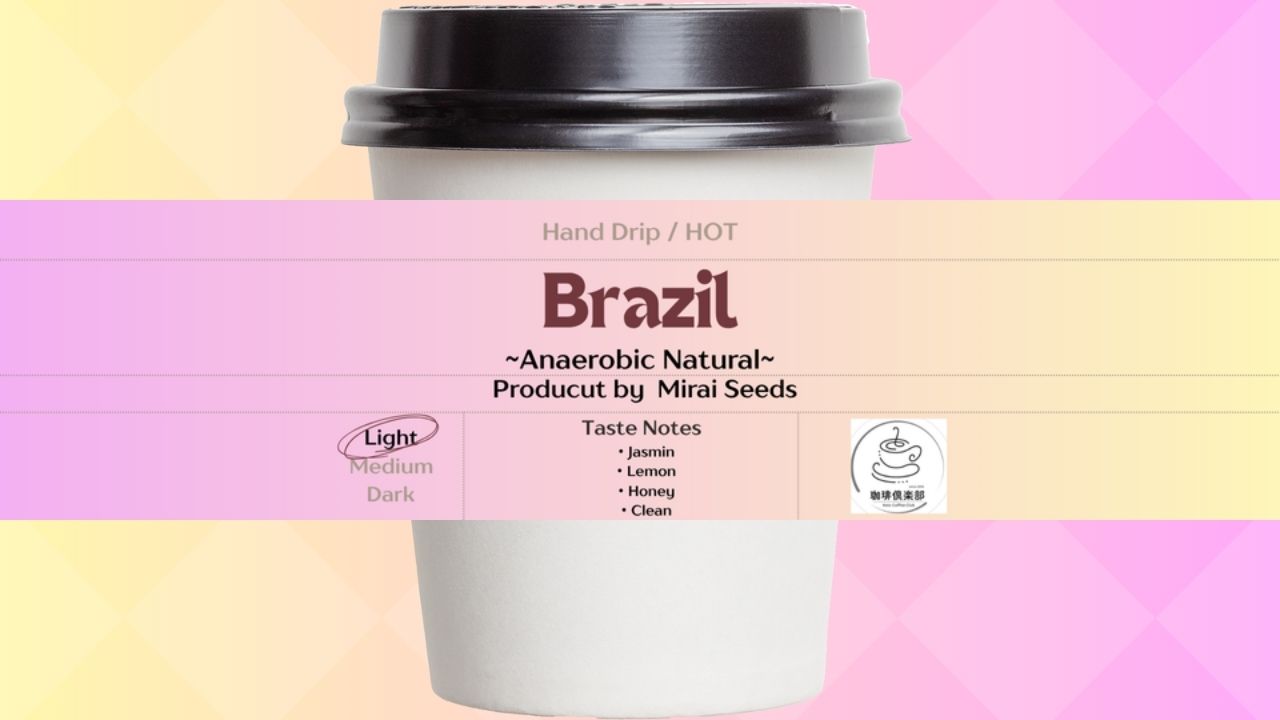 Hand Drip / HOT
Brazil
~Anaerobic Natural~
Producut by Mirai Seeds
Light
Medium
Dark
Taste Notes
• Jasmin
• Lemon
• Honey
• Clean
珈琲倶楽部